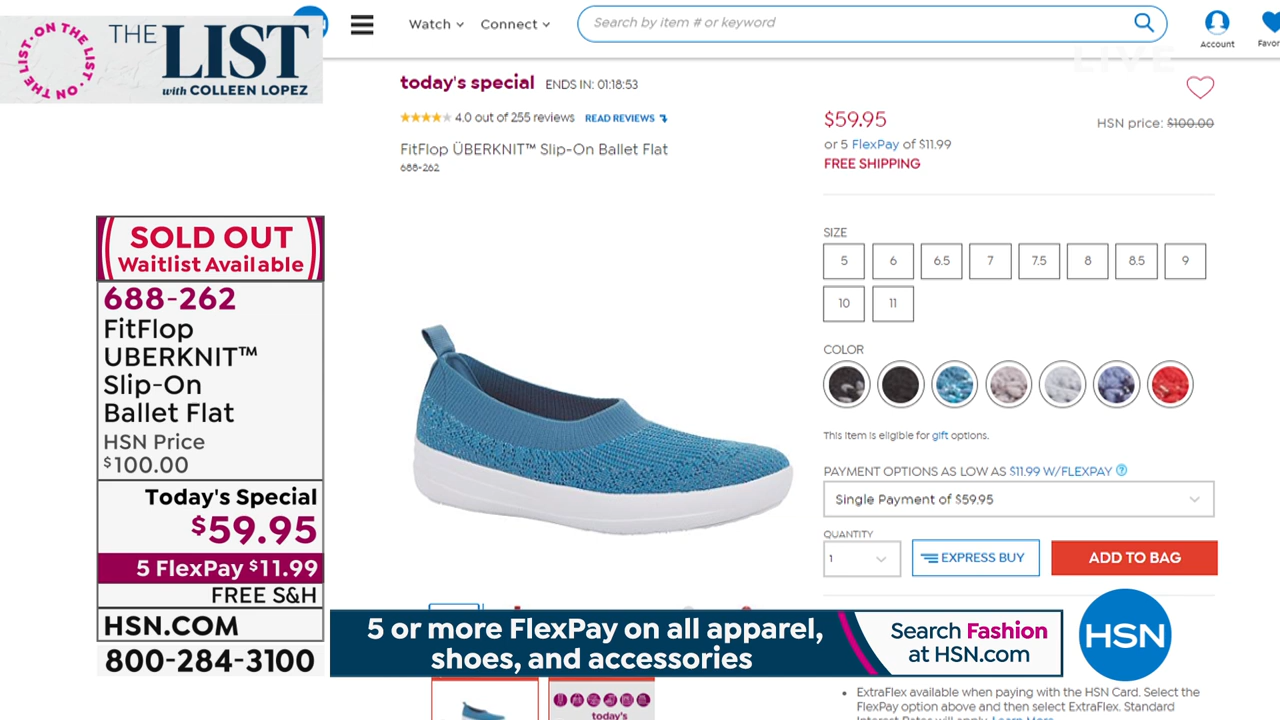 ON THE LIST • ON THE LIST •
THE LIST
with COLLEEN LOPEZ
Watch
Connect
Search by item # or keyword
Account
Favor
LIVE
today's special ENDS IN: 01:18:53
4.0 out of 255 reviews READ REVIEWS
FitFlop ÜBERKNIT™ Slip-On Ballet Flat
688-262
$59.95
HSN price: $100.00
or 5 FlexPay of $11.99
FREE SHIPPING
SIZE
5 6 6.5 7 7.5 8 8.5 9
10 11
COLOR
This item is eligible for gift options.
PAYMENT OPTIONS AS LOW AS $11.99 W/FLEXPAY ?
Single Payment of $59.95
QUANTITY
1
EXPRESS BUY
ADD TO BAG
SOLD OUT
Waitlist Available
688-262
FitFlop
UBERKNIT™
Slip-On
Ballet Flat
HSN Price
$100.00
Today's Special
$59.95
5 FlexPay $11.99
FREE S&H
HSN.COM
800-284-3100
5 or more FlexPay on all apparel,
shoes, and accessories
Search Fashion
at HSN.com
HSN
today's
• ExtraFlex available when paying with the HSN Card. Select the
FlexPay option above and then select ExtraFlex. Standard
Interest Rates will apply. Learn More